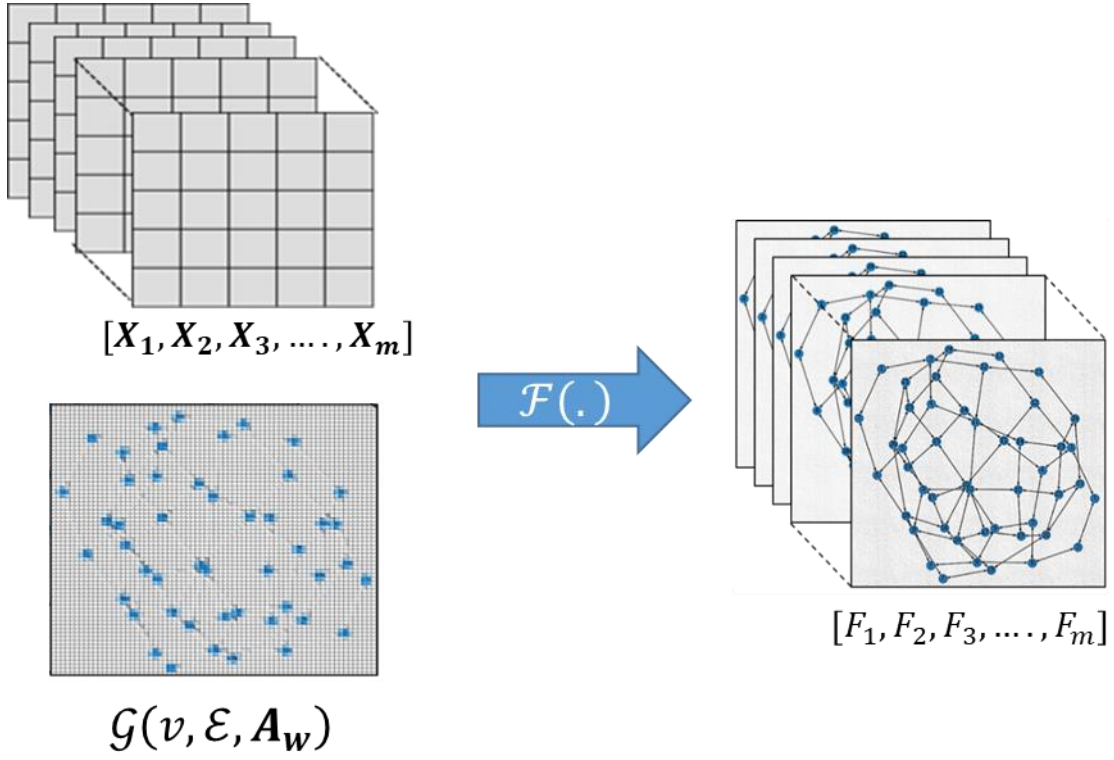 [X₁, X₂, X₃, … . , Xₘ]
𝓕(.)
[F₁, F₂, F₃, … . , Fₘ]
𝒢(v, ℰ, A_w)